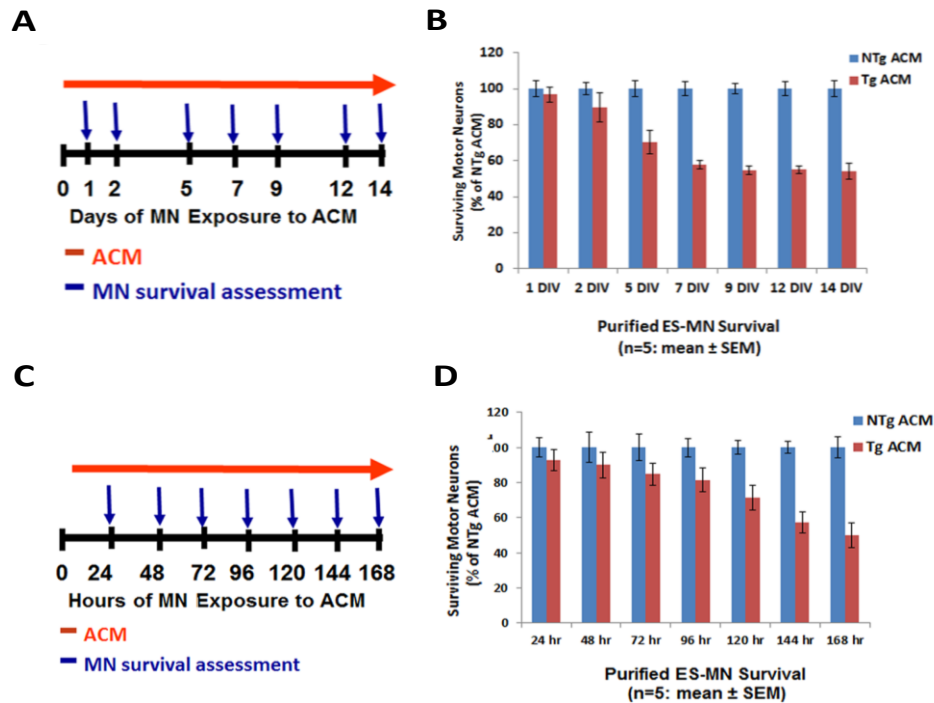 A
0 1 2 5 7 9 12 14
Days of MN Exposure to ACM
ACM
MN survival assessment
B
120
100
80
60
40
20
0
Surviving Motor Neurons
(% of NTg ACM)
NTg ACM
Tg ACM
1 DIV 2 DIV 5 DIV 7 DIV 9 DIV 12 DIV 14 DIV
Purified ES-MN Survival
(n=5: mean ± SEM)
C
0 24 48 72 96 120 144 168
Hours of MN Exposure to ACM
ACM
MN survival assessment
D
120
00
80
60
40
20
0
Surviving Motor Neurons
(% of NTg ACM)
NTg ACM
Tg ACM
24 hr 48 hr 72 hr 96 hr 120 hr 144 hr 168 hr
Purified ES-MN Survival
(n=5: mean ± SEM)